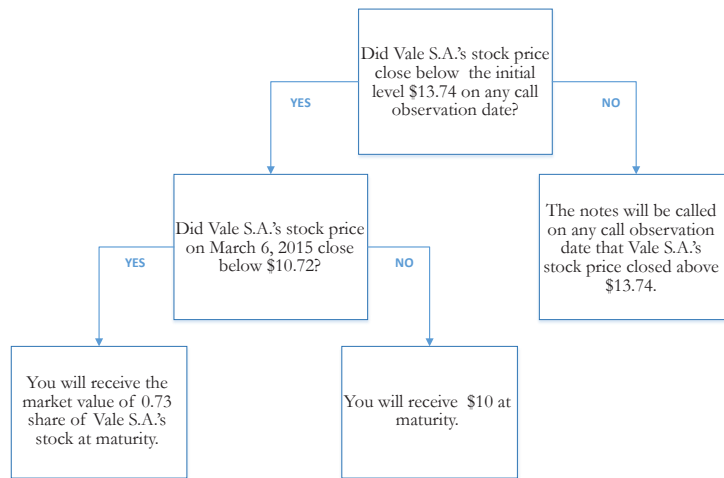 Did Vale S.A.'s stock price
close below the initial
level $13.74 on any call
observation date?
YES
NO
Did Vale S.A.'s stock price
on March 6, 2015 close
below $10.72?
The notes will be called
on any call observation
date that Vale S.A.'s
stock price closed above
$13.74.
YES
NO
You will receive the
market value of 0.73
share of Vale S.A.'s
stock at maturity.
You will receive $10 at
maturity.